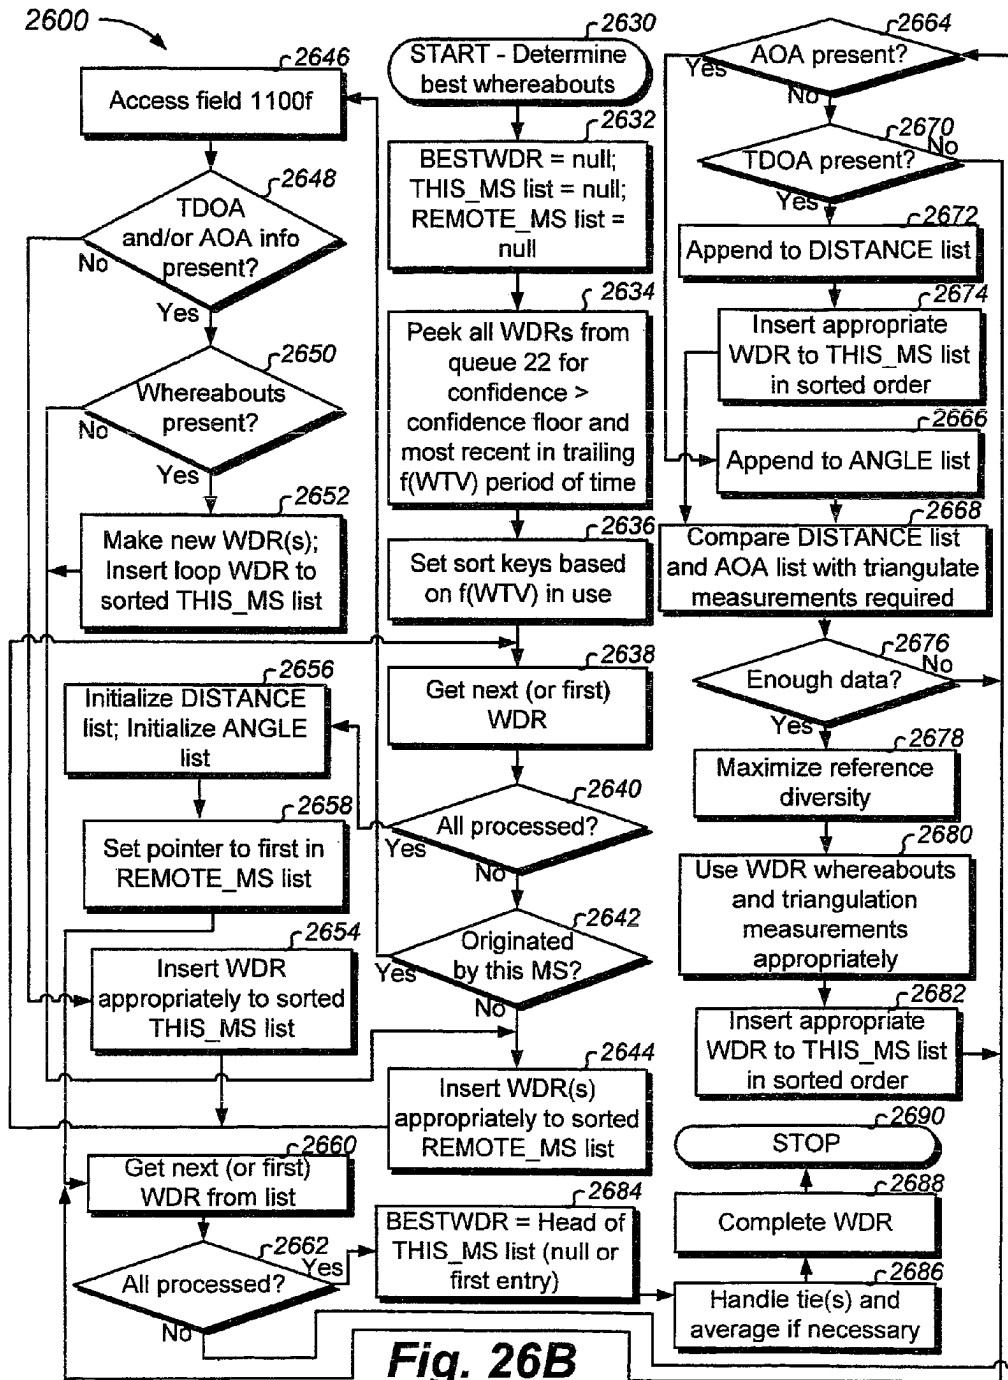 2600
2646
Access field 1100f
2648
TDOA
and/or AOA info
present?
No
Yes
2650
Whereabouts
present?
No
Yes
2652
Make new WDR(s);
Insert loop WDR to
sorted THIS_MS list
2656
Initialize DISTANCE
list; Initialize ANGLE
list
2658
Set pointer to first in
REMOTE_MS list
2654
Insert WDR
appropriately to sorted
THIS_MS list
2660
Get next (or first)
WDR from list
2662
All processed?
Yes
No
2630
START - Determine
best whereabouts
2632
BESTWDR = null;
THIS_MS list = null;
REMOTE_MS list =
null
2634
Peek all WDRs from
queue 22 for
confidence >
confidence floor and
most recent in trailing
f(WTV) period of time
2636
Set sort keys based
on f(WTV) in use
2638
Get next (or first)
WDR
2640
All processed?
Yes
No
2642
Originated
by this MS?
Yes
No
2644
Insert WDR(s)
appropriately to sorted
REMOTE_MS list
2684
BESTWDR = Head of
THIS_MS list (null or
first entry)
2664
AOA present?
Yes
No
2670
No
TDOA present?
Yes
2672
Append to DISTANCE list
2674
Insert appropriate
WDR to THIS_MS list
in sorted order
2666
Append to ANGLE list
2668
Compare DISTANCE list
and AOA list with triangulate
measurements required
2676
No
Enough data?
Yes
2678
Maximize reference
diversity
2680
Use WDR whereabouts
and triangulation
measurements
appropriately
2682
Insert appropriate
WDR to THIS_MS list
in sorted order
2690
STOP
2688
Complete WDR
2686
Handle tie(s) and
average if necessary
Fig. 26B